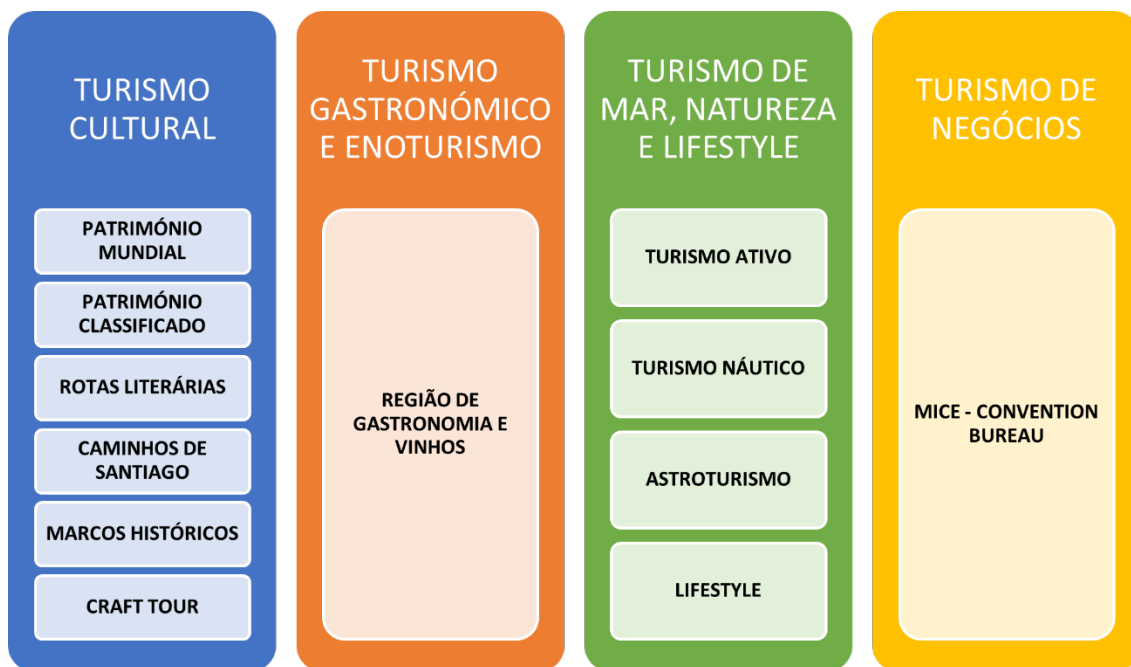 TURISMO
CULTURAL
PATRIMÓNIO
MUNDIAL
PATRIMÓNIO
CLASSIFICADO
ROTAS LITERÁRIAS
CAMINHOS DE
SANTIAGO
MARCOS HISTÓRICOS
CRAFT TOUR
TURISMO
GASTRONÓMICO
E ENOTURISMO
REGIÃO DE
GASTRONOMIA E
VINHOS
TURISMO DE
MAR, NATUREZA
E LIFESTYLE
TURISMO ATIVO
TURISMO NÁUTICO
ASTROTURISMO
LIFESTYLE
TURISMO DE
NEGÓCIOS
MICE - CONVENTION
BUREAU